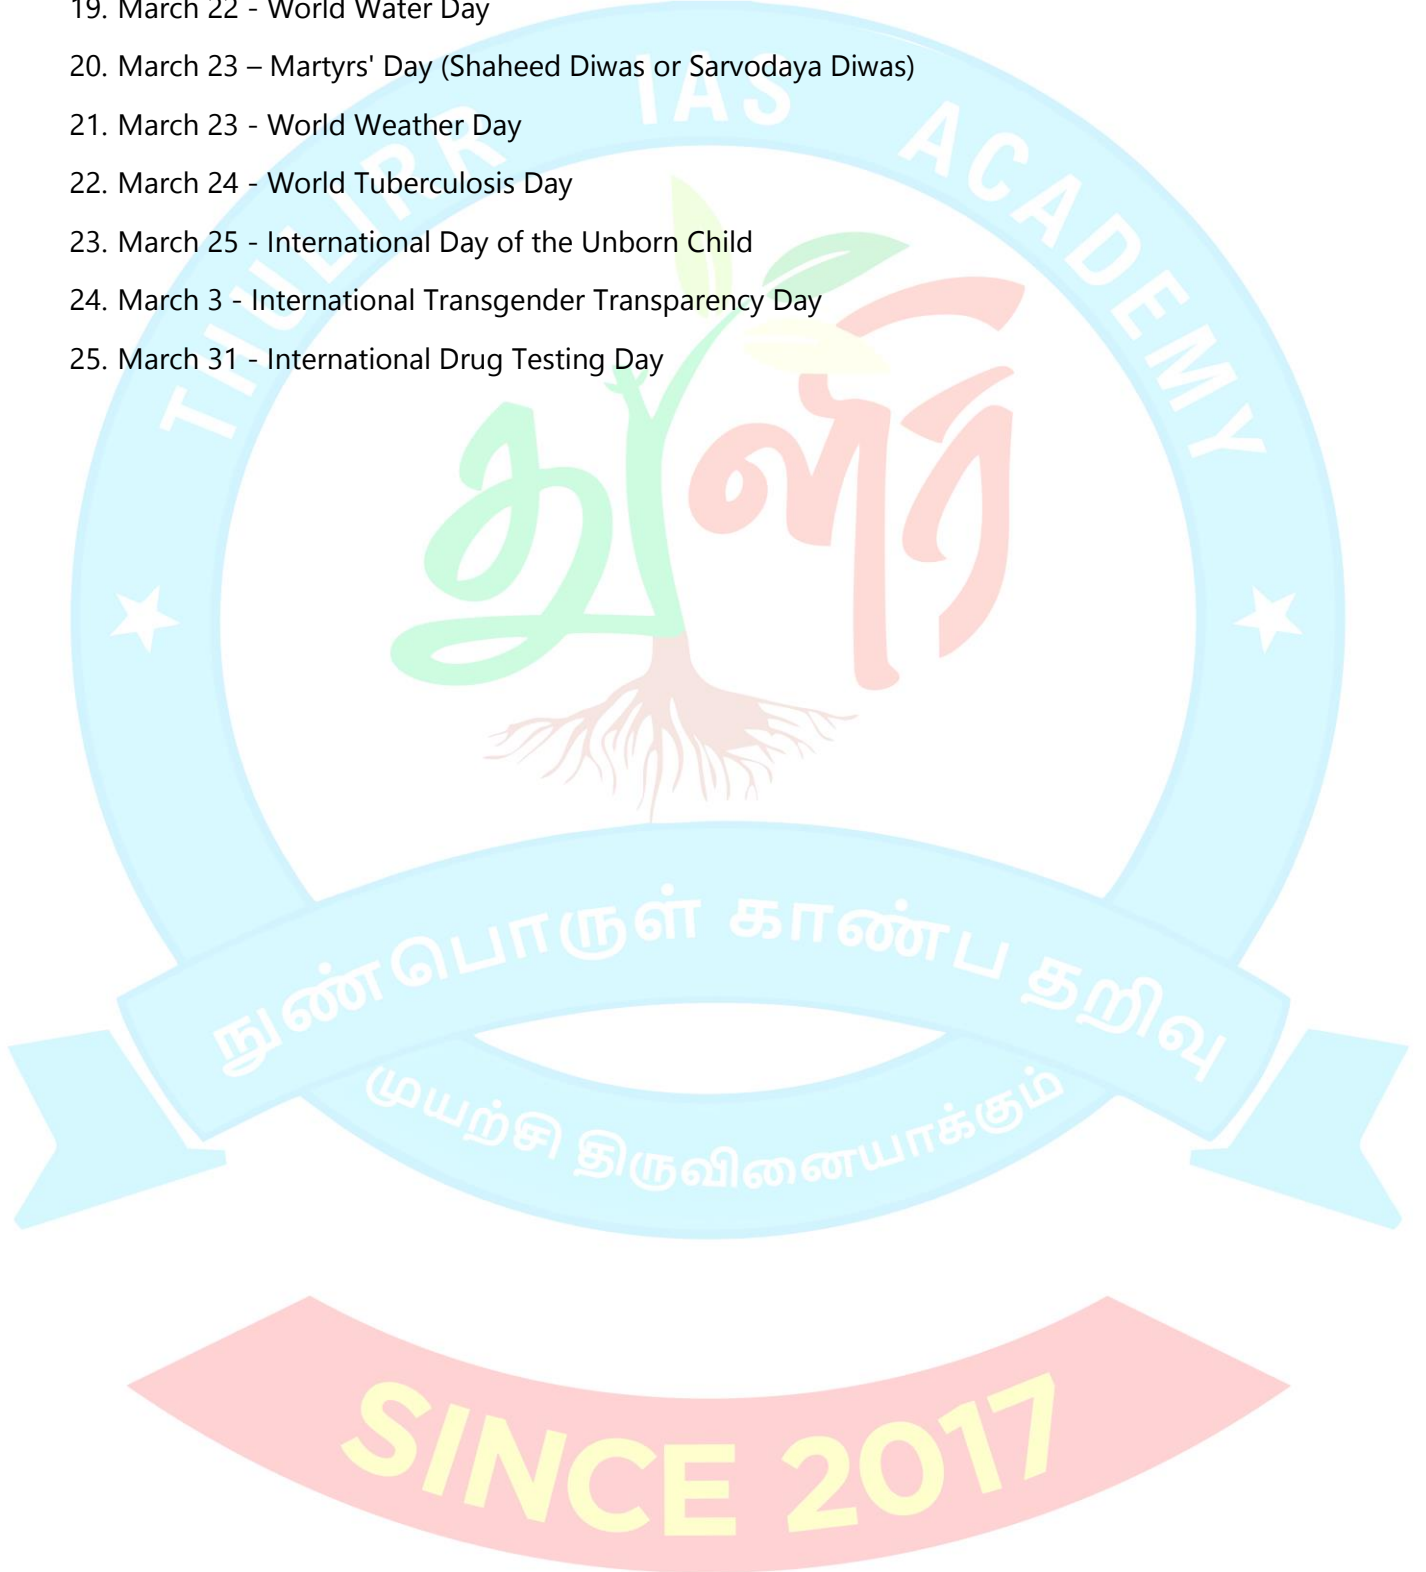 19. March 22 - World Water Day
20. March 23 – Martyrs' Day (Shaheed Diwas or Sarvodaya Diwas)
21. March 23 - World Weather Day
22. March 24 - World Tuberculosis Day
23. March 25 - International Day of the Unborn Child
24. March 3 - International Transgender Transparency Day
25. March 31 - International Drug Testing Day
THULIRR IAS ACADEMY
துளிர்
நுண்பொருள் காண்ப தறிவு
முயற்சி திருவினையாக்கும்
SINCE 2017